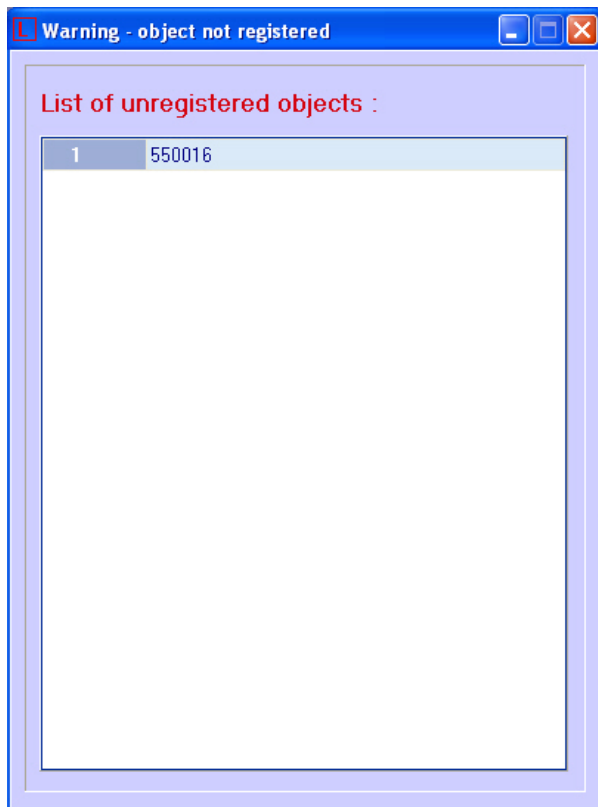 Warning - object not registered
List of unregistered objects :
1 550016